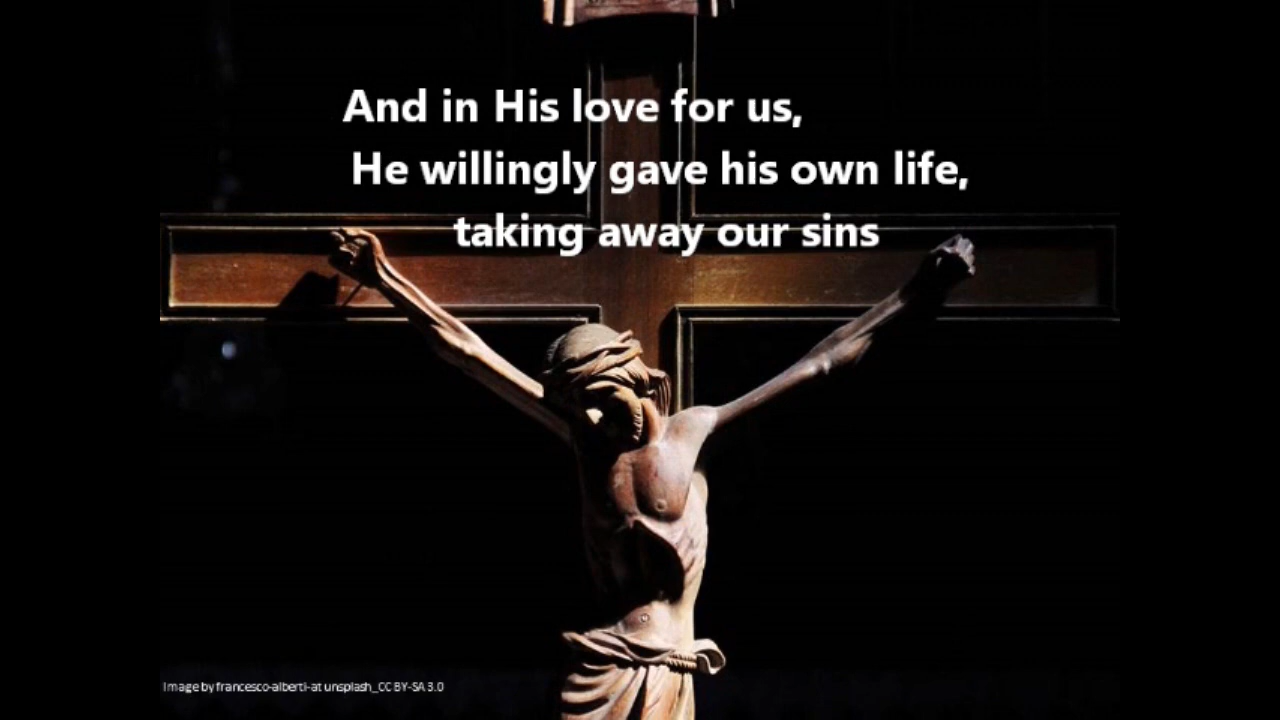 And in His love for us,
He willingly gave his own life,
taking away our sins
Image by francesco-alberti-at unsplash_CC BY-SA 3.0